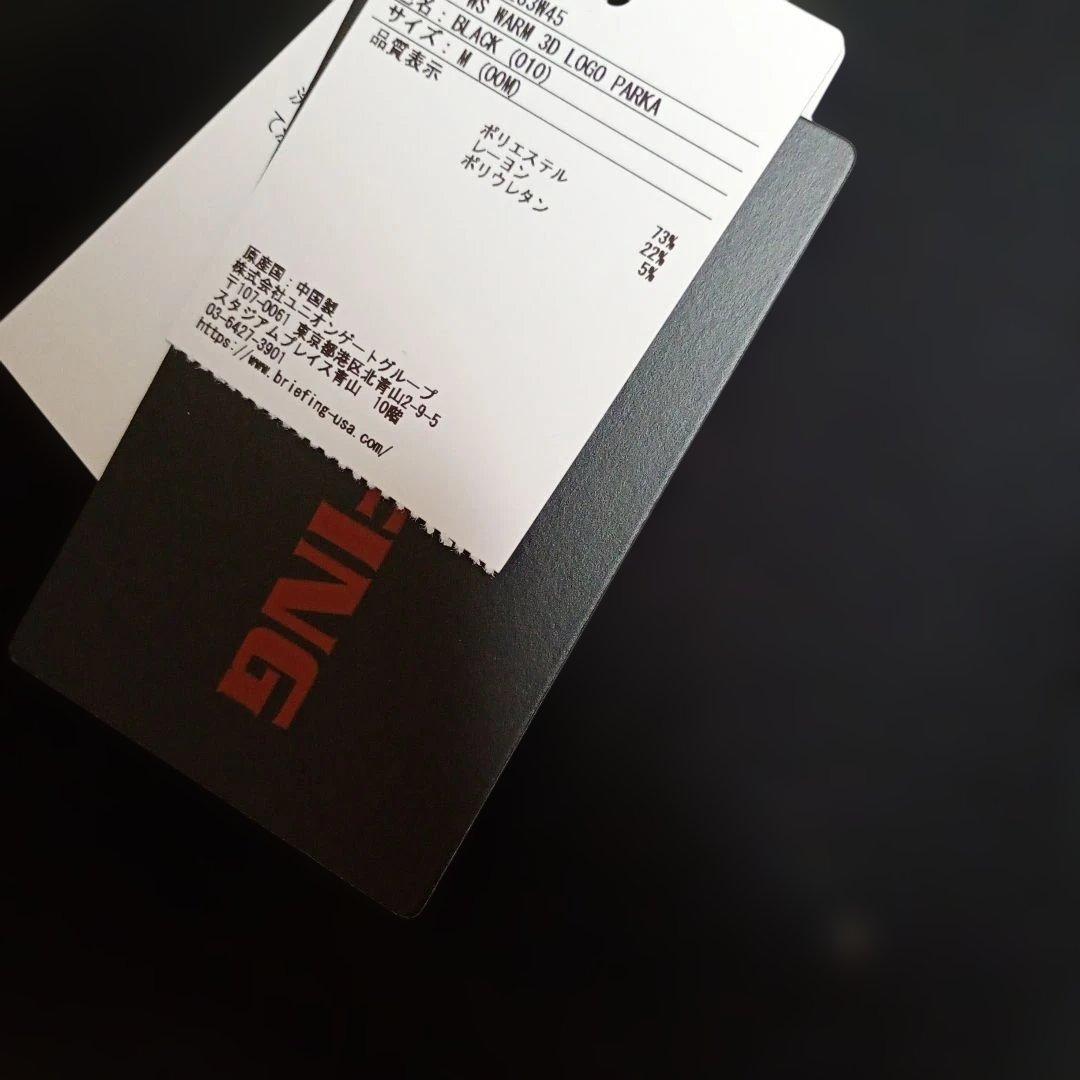 WS WARM 3D LOGO PARKA
色名: BLACK (010)
サイズ: M (00M)
品質表示
ポリエステル 73%
レーヨン 22%
ポリウレタン 5%
原産国: 中国製
株式会社ユニオンゲートグループ
〒107-0061 東京都港区北青山2-9-5
スタジアムプレイス青山 10階
03-6427-3901
https://www.briefing-usa.com/
ING